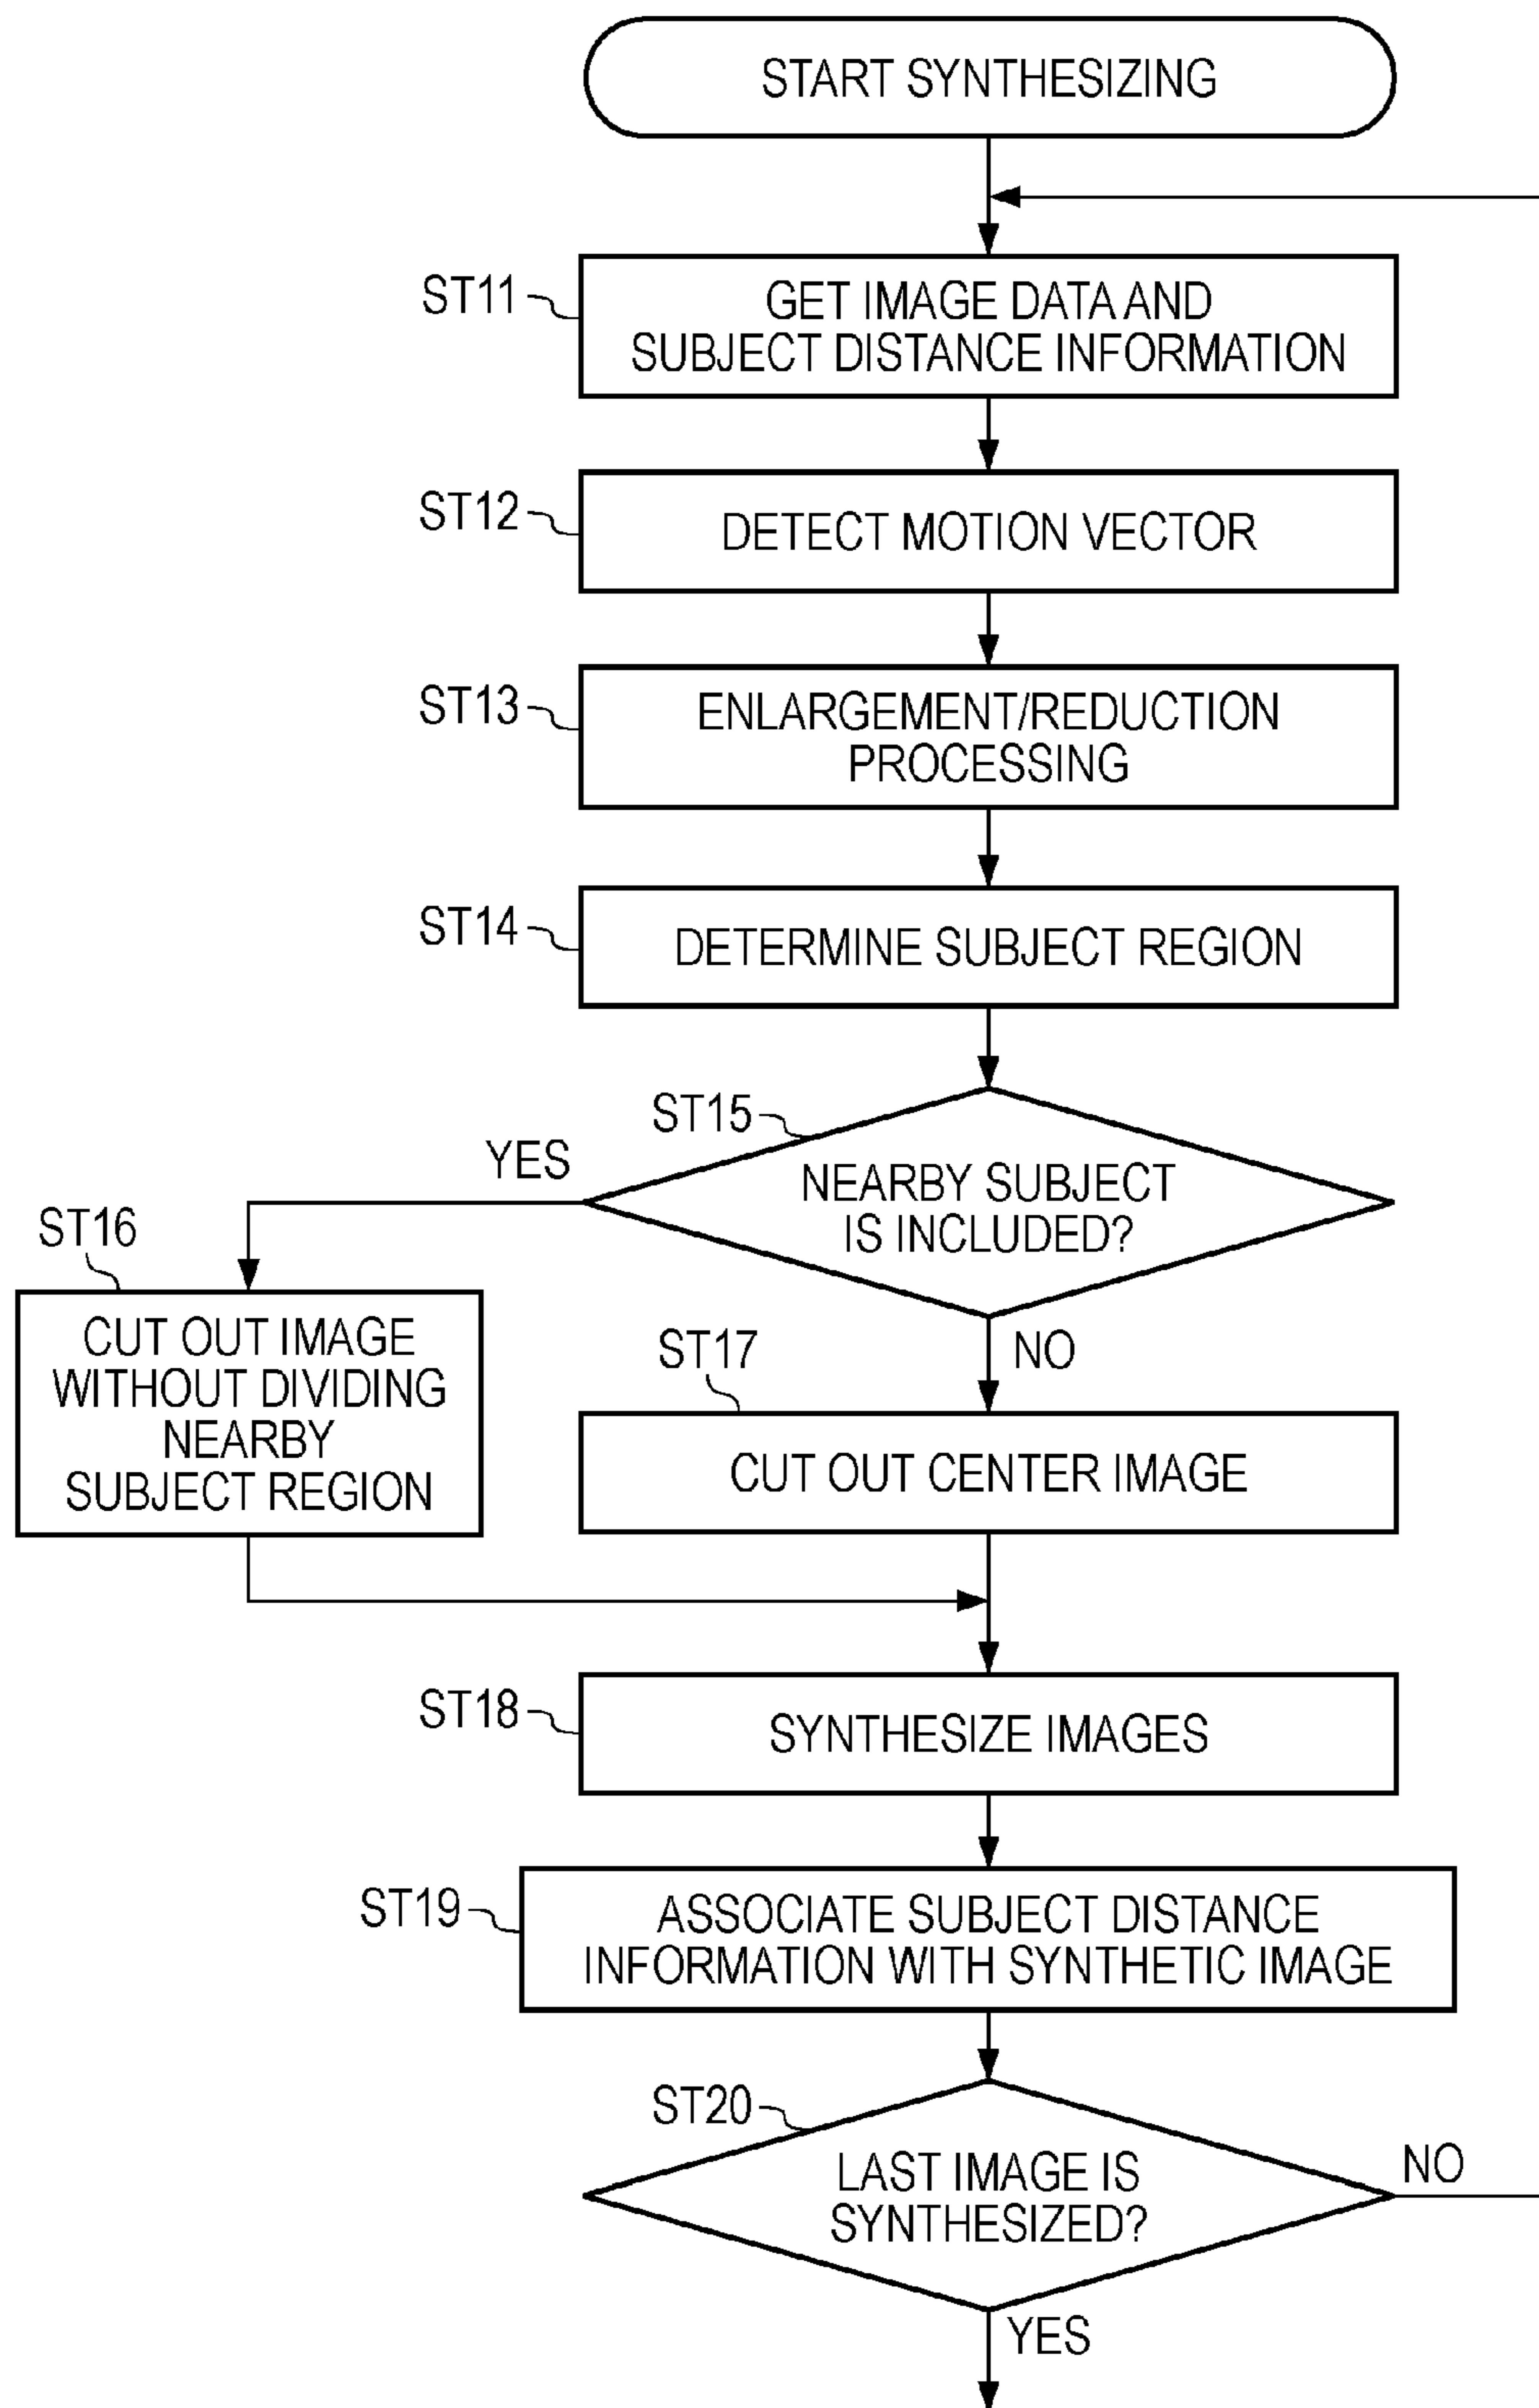 START SYNTHESIZING
ST11
GET IMAGE DATA AND
SUBJECT DISTANCE INFORMATION
ST12
DETECT MOTION VECTOR
ST13
ENLARGEMENT/REDUCTION
PROCESSING
ST14
DETERMINE SUBJECT REGION
ST15
YES
NEARBY SUBJECT
IS INCLUDED?
ST16
CUT OUT IMAGE
WITHOUT DIVIDING
NEARBY
SUBJECT REGION
NO
ST17
CUT OUT CENTER IMAGE
ST18
SYNTHESIZE IMAGES
ST19
ASSOCIATE SUBJECT DISTANCE
INFORMATION WITH SYNTHETIC IMAGE
ST20
LAST IMAGE IS
SYNTHESIZED?
NO
YES